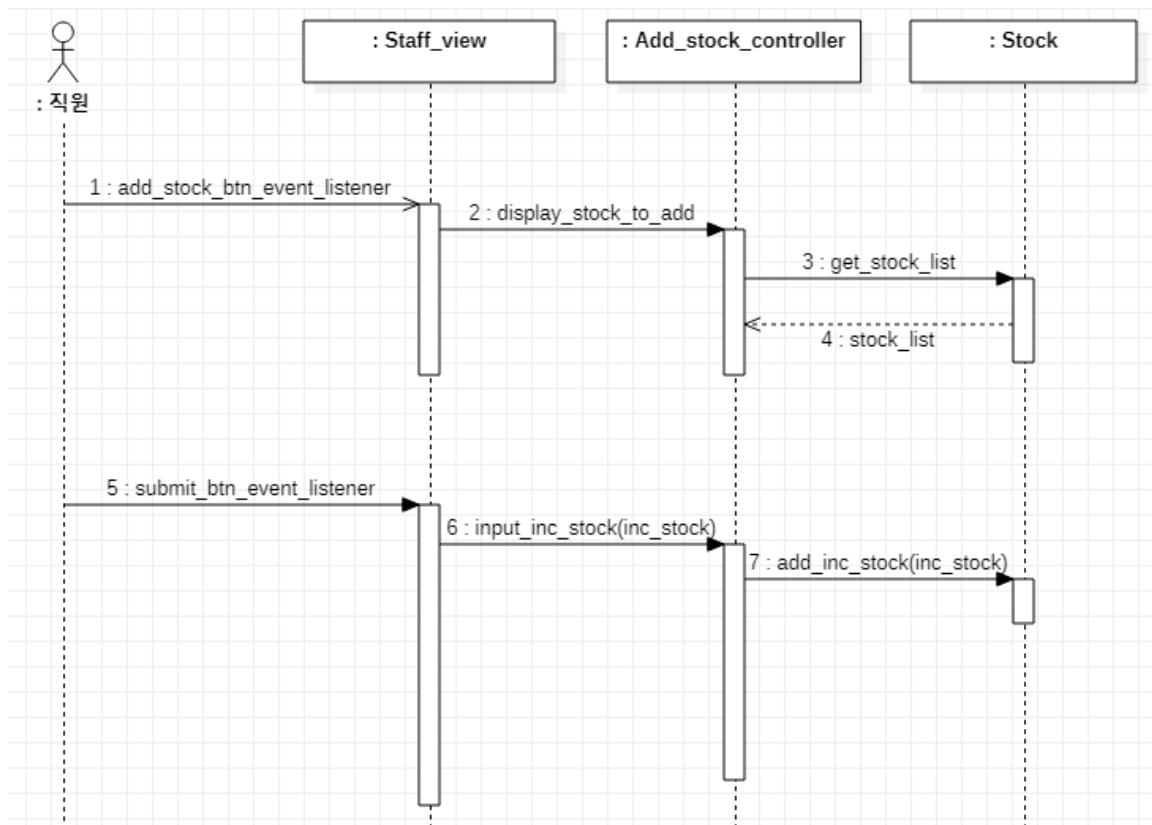 : Staff_view
: Add_stock_controller
: Stock
: 직원
1 : add_stock_btn_event_listener
2 : display_stock_to_add
3 : get_stock_list
4 : stock_list
5 : submit_btn_event_listener
6 : input_inc_stock(inc_stock)
7 : add_inc_stock(inc_stock)